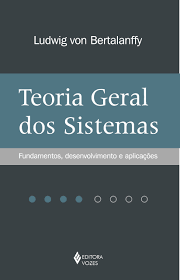 Ludwig von Bertalanffy
Teoria Geral
dos Sistemas
Fundamentos, desenvolvimento e aplicações
EDITORA
VOZES